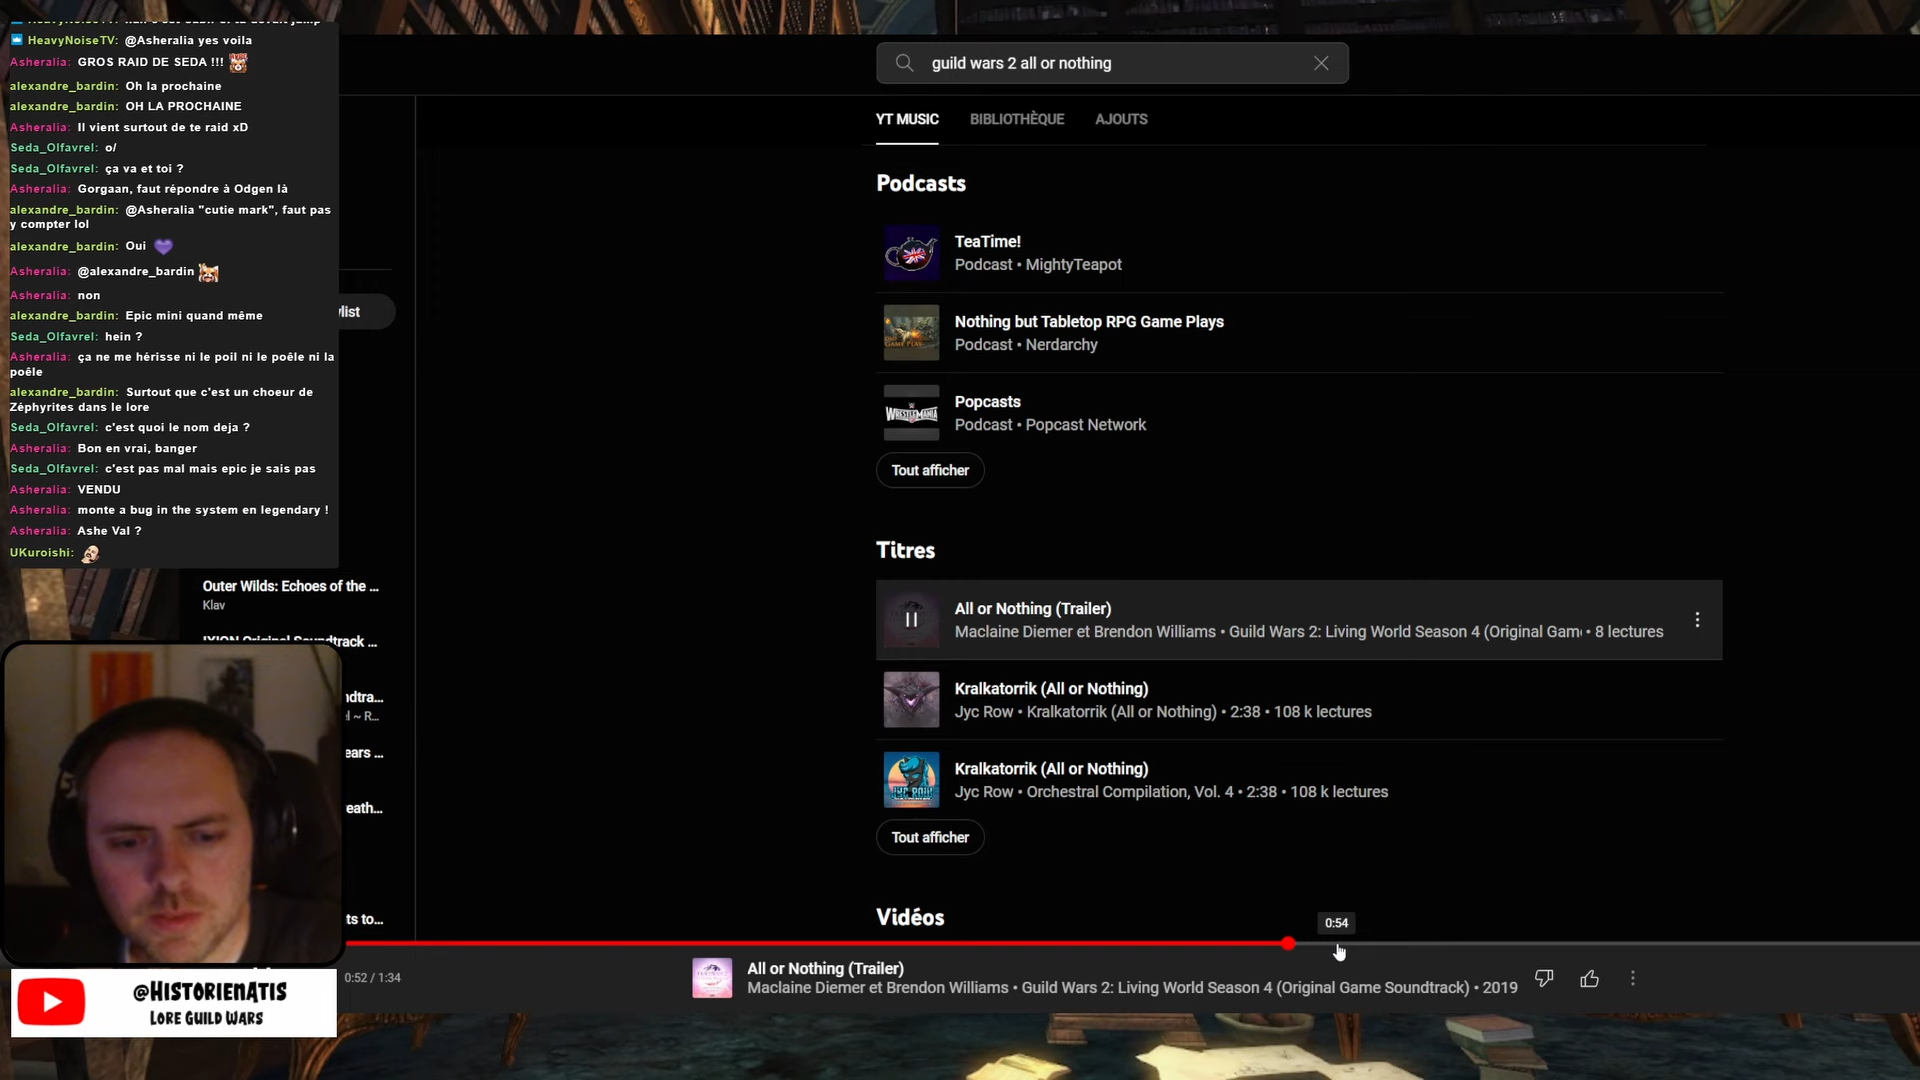 HeavyNoiseTV: @Asheralia yes voila
Asheralia: GROS RAID DE SEDA !!!
alexandre_bardin: Oh la prochaine
alexandre_bardin: OH LA PROCHAINE
Asheralia: Il vient surtout de te raid xD
Seda_Olfavrel: o/
Seda_Olfavrel: ça va et toi ?
Asheralia: Gorgaan, faut répondre à Odgen là
alexandre_bardin: @Asheralia "cutie mark", faut pas
y compter lol
alexandre_bardin: Oui
Asheralia: @alexandre_bardin
Asheralia: non
alexandre_bardin: Epic mini quand même
Seda_Olfavrel: hein ?
Asheralia: ça ne me hérisse ni le poil ni le poêle ni la
poêle
alexandre_bardin: Surtout que c'est un choeur de
Zéphyrites dans le lore
Seda_Olfavrel: c'est quoi le nom deja ?
Asheralia: Bon en vrai, banger
Seda_Olfavrel: c'est pas mal mais epic je sais pas
Asheralia: VENDU
Asheralia: monte a bug in the system en legendary !
Asheralia: Ashe Val ?
UKuroishi:
Outer Wilds: Echoes of the ...
Klav
IXION Original Soundtrack ...
ndtra...
el ~ R...
ears ...
eath...
ts to...
@HISTORIENATIS
LORE GUILD WARS
guild wars 2 all or nothing
YT MUSIC BIBLIOTHÈQUE AJOUTS
Podcasts
TeaTime!
Podcast • MightyTeapot
Nothing but Tabletop RPG Game Plays
Podcast • Nerdarchy
WRESTLEMANIA
Popcasts
Podcast • Popcast Network
Tout afficher
Titres
All or Nothing (Trailer)
Maclaine Diemer et Brendon Williams • Guild Wars 2: Living World Season 4 (Original Gam • 8 lectures
Kralkatorrik (All or Nothing)
Jyc Row • Kralkatorrik (All or Nothing) • 2:38 • 108 k lectures
JYC ROW
Kralkatorrik (All or Nothing)
Jyc Row • Orchestral Compilation, Vol. 4 • 2:38 • 108 k lectures
Tout afficher
Vidéos
0:54
0:52 / 1:34
All or Nothing (Trailer)
Maclaine Diemer et Brendon Williams • Guild Wars 2: Living World Season 4 (Original Game Soundtrack) • 2019